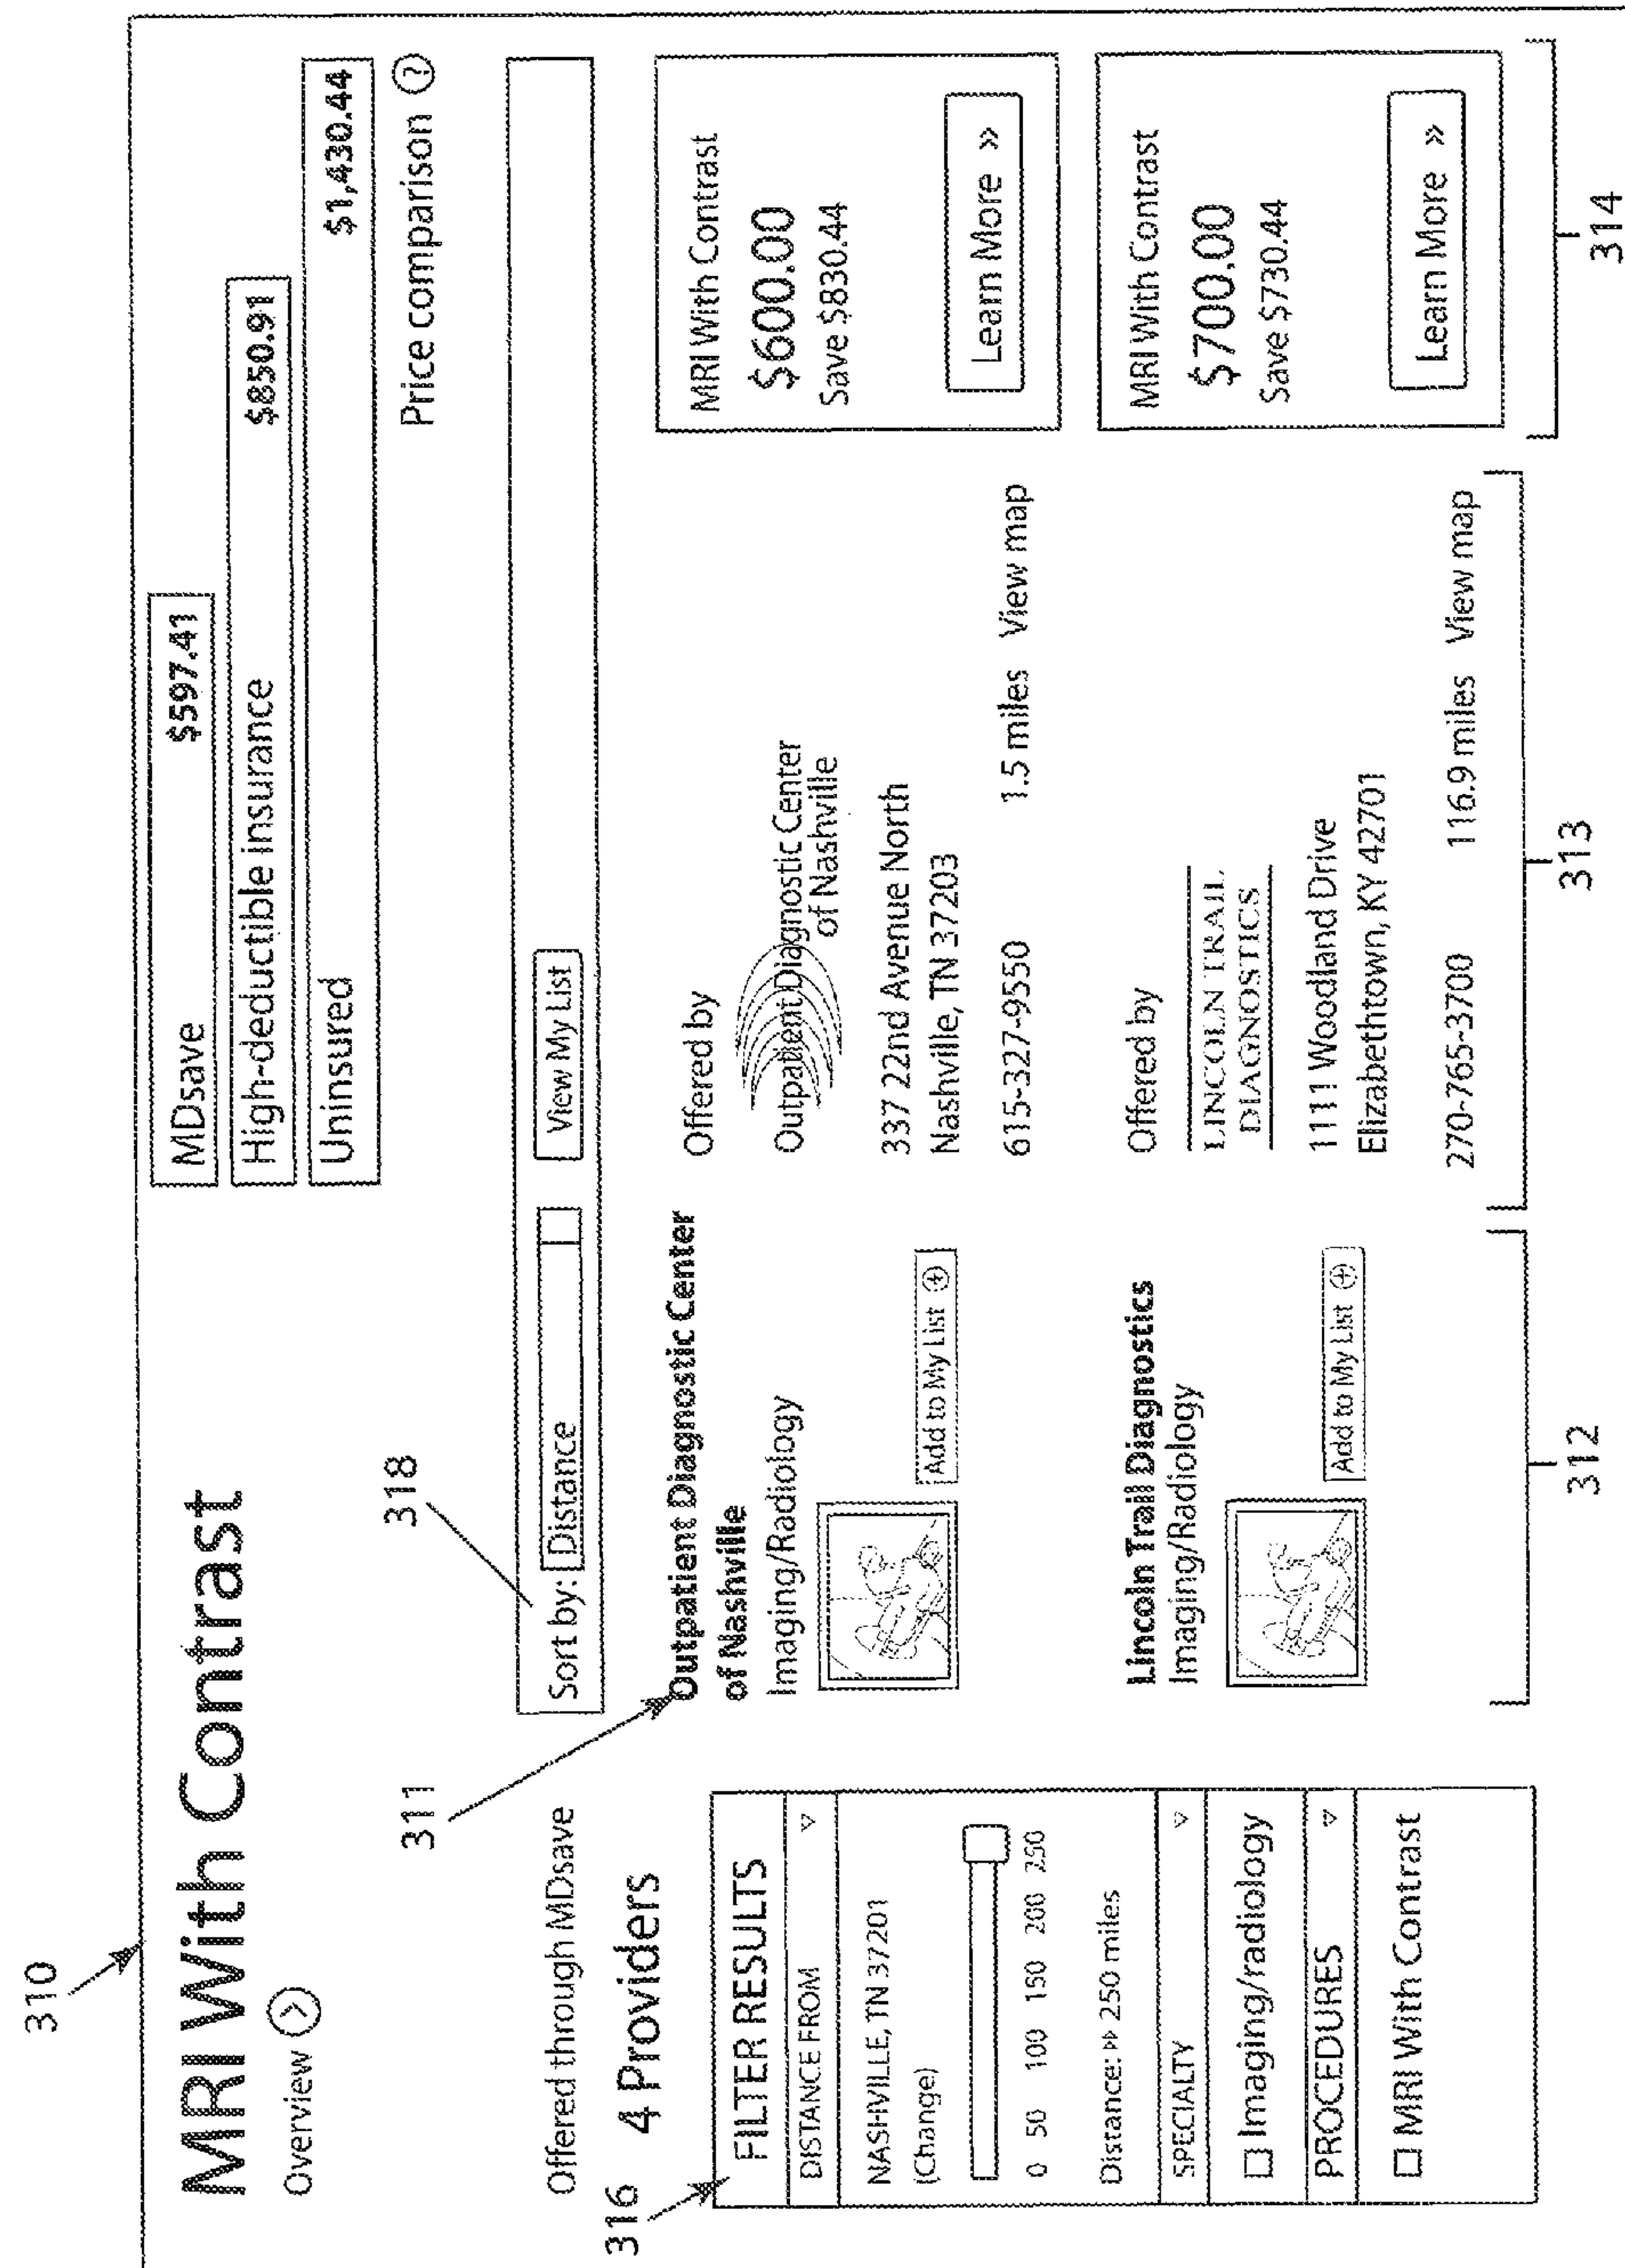 310
MRI With Contrast
Overview
MDsave $597.41
High-deductible insurance $850.91
Uninsured $1,430.44
Price comparison ?
318
311
Offered through MDsave
316 4 Providers
Sort by: Distance
View My List
FILTER RESULTS
DISTANCE FROM
NASHVILLE, TN 37201
(Change)
0 50 100 150 200 250
Distance: 250 miles
SPECIALTY
Imaging/radiology
PROCEDURES
MRI With Contrast
Outpatient Diagnostic Center
of Nashville
Imaging/Radiology
Add to My List
Offered by
Outpatient Diagnostic Center
of Nashville
337 22nd Avenue North
Nashville, TN 37203
615-327-9550 1.5 miles View map
MRI With Contrast
$600.00
Save $830.44
Learn More »
Lincoln Trail Diagnostics
Imaging/Radiology
Add to My List
Offered by
LINCOLN TRAIL
DIAGNOSTICS
1111 Woodland Drive
Elizabethtown, KY 42701
270-765-3700 116.9 miles View map
MRI With Contrast
$700.00
Save $730.44
Learn More »
312
313
314